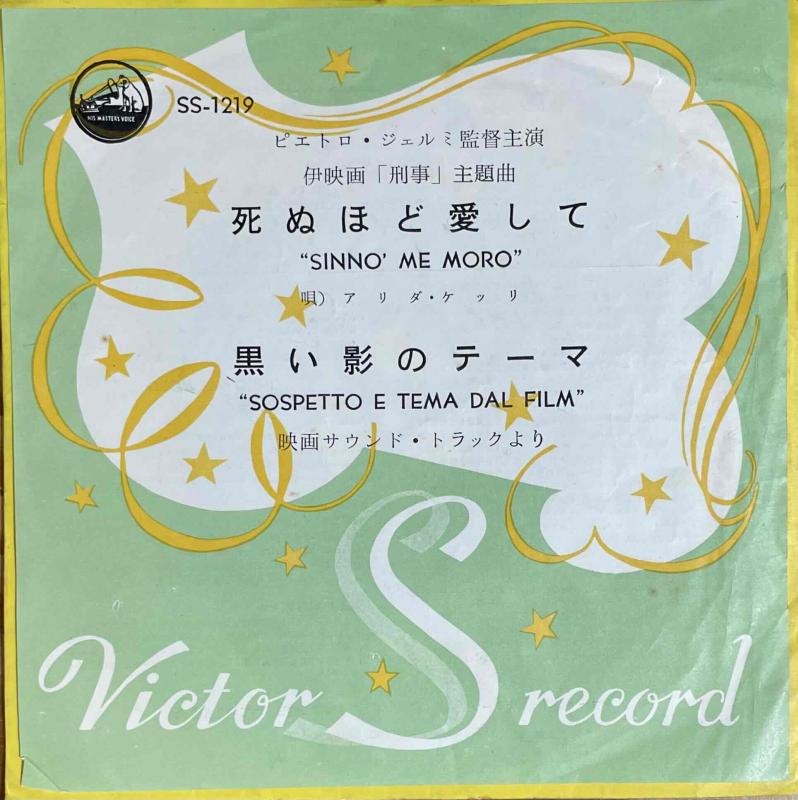 HIS MASTER'S VOICE
SS-1219
ピエトロ・ジェルミ監督主演
伊映画「刑事」主題曲
死ぬほど愛して
“SINNO' ME MORO”
唄）アリダ・ケッリ
黒い影のテーマ
“SOSPETTO E TEMA DAL FILM”
映画サウンド・トラックより
Victor S record